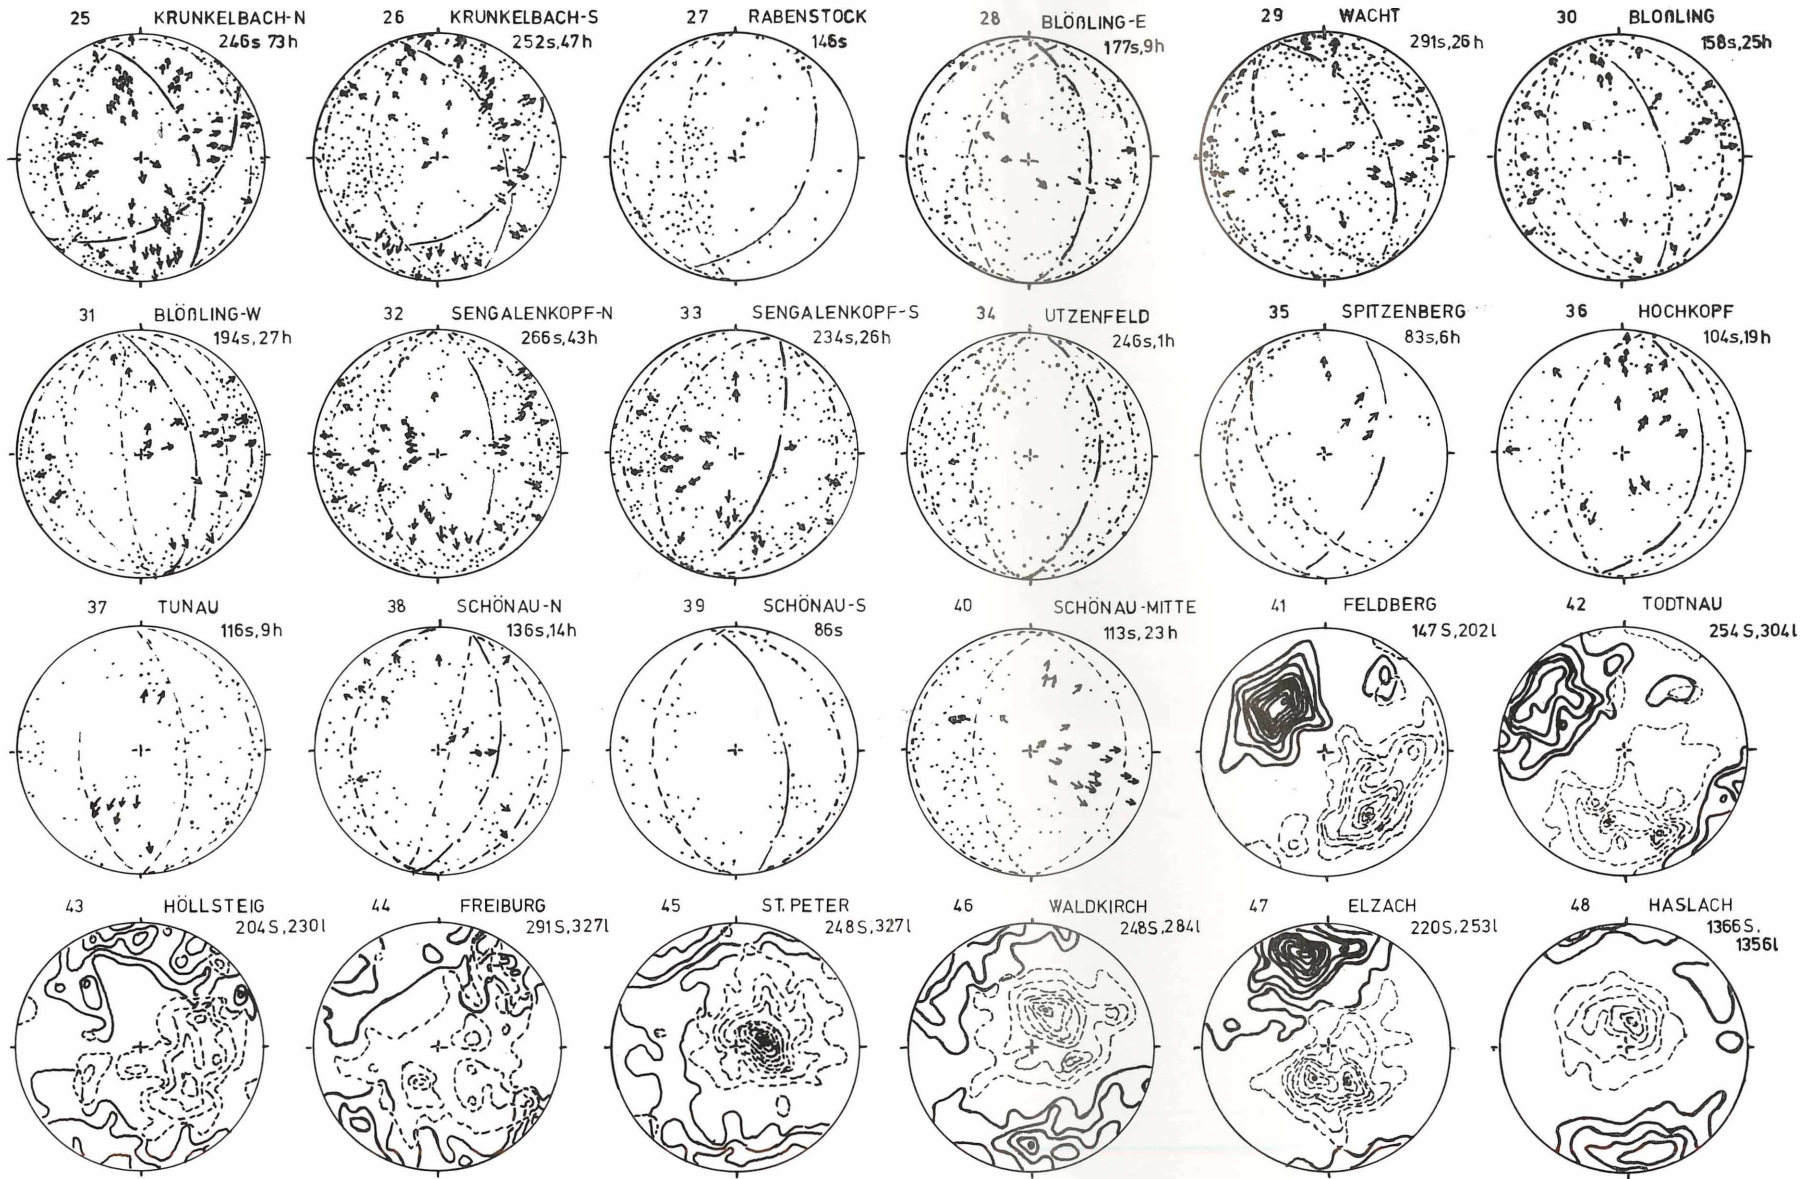 25 KRUNKELBACH-N
246s 73h
26 KRUNKELBACH-S
252s,47h
27 RABENSTOCK
146s
28 BLÖßLING-E
177s,9h
29 WACHT
291s,26h
30 BLOßLING
158s,25h
31 BLÖßLING-W
194s,27h
32 SENGALENKOPF-N
266s,43h
33 SENGALENKOPF-S
234s,26h
34 UTZENFELD
246s,1h
35 SPITZENBERG
83s,6h
36 HOCHKOPF
104s,19h
37 TUNAU
116s,9h
38 SCHÖNAU-N
136s,14h
39 SCHÖNAU-S
86s
40 SCHÖNAU-MITTE
113s,23h
41 FELDBERG
147S,202l
42 TODTNAU
254S,304l
43 HÖLLSTEIG
204S,230l
44 FREIBURG
291S,327l
45 ST.PETER
248S,327l
46 WALDKIRCH
248S,284l
47 ELZACH
220S,253l
48 HASLACH
1366S,
1356l